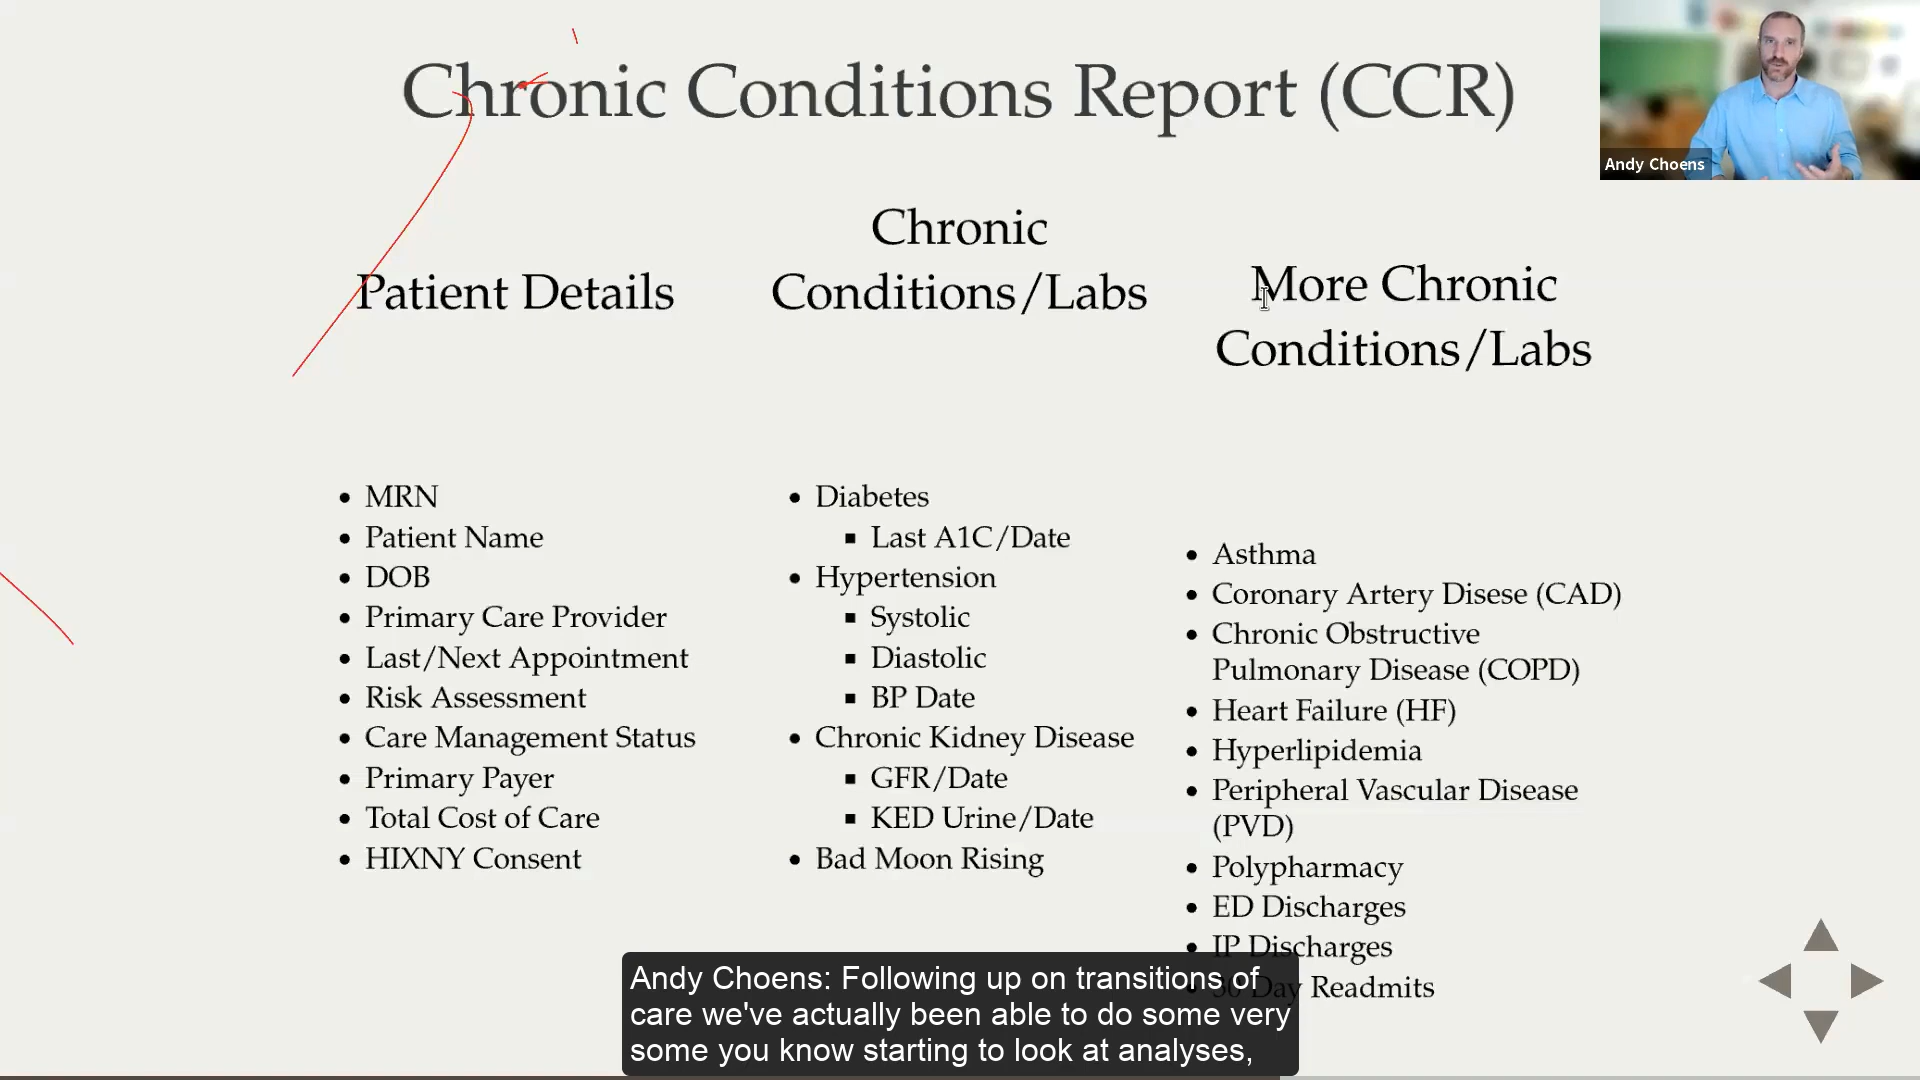 Chronic Conditions Report (CCR)
Andy Choens
Patient Details
MRN
Patient Name
DOB
Primary Care Provider
Last/Next Appointment
Risk Assessment
Care Management Status
Primary Payer
Total Cost of Care
HIXNY Consent
Chronic
Conditions/Labs
Diabetes
Last A1C/Date
Hypertension
Systolic
Diastolic
BP Date
Chronic Kidney Disease
GFR/Date
KED Urine/Date
Bad Moon Rising
More Chronic
Conditions/Labs
Asthma
Coronary Artery Disese (CAD)
Chronic Obstructive
Pulmonary Disease (COPD)
Heart Failure (HF)
Hyperlipidemia
Peripheral Vascular Disease
(PVD)
Polypharmacy
ED Discharges
IP Discharges
30 Day Readmits
Andy Choens: Following up on transitions of
care we've actually been able to do some very
some you know starting to look at analyses,